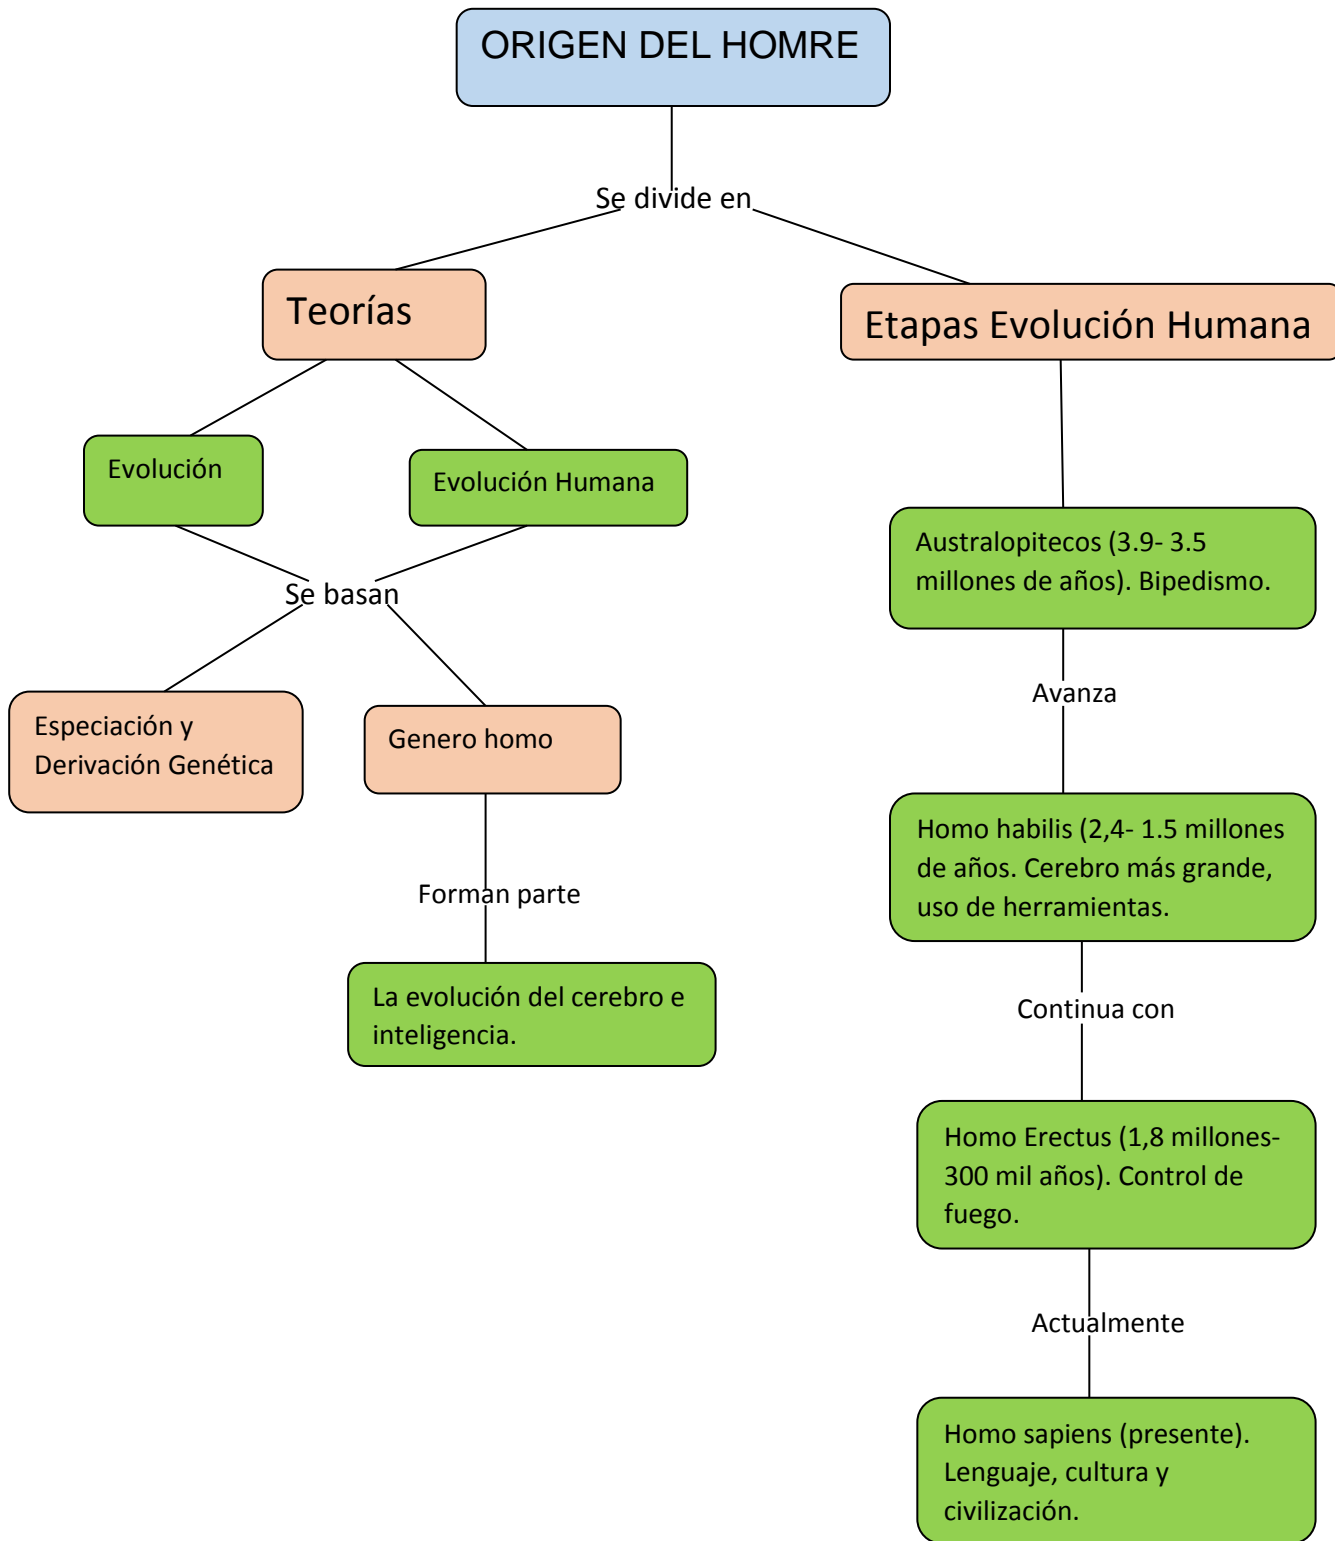 ORIGEN DEL HOMRE
Se divide en
Teorías
Etapas Evolución Humana
Evolución
Evolución Humana
Se basan
Especiación y
Derivación Genética
Genero homo
Forman parte
La evolución del cerebro e
inteligencia.
Australopitecos (3.9- 3.5
millones de años). Bipedismo.
Avanza
Homo habilis (2,4- 1.5 millones
de años. Cerebro más grande,
uso de herramientas.
Continua con
Homo Erectus (1,8 millones-
300 mil años). Control de
fuego.
Actualmente
Homo sapiens (presente).
Lenguaje, cultura y
civilización.